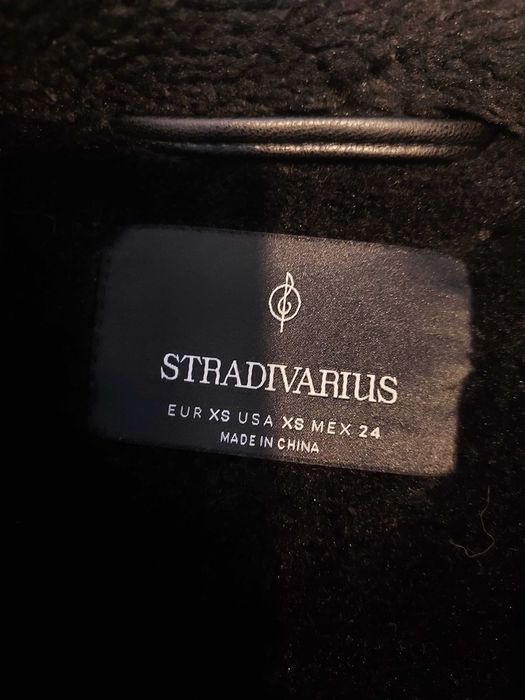 STRADIVARIUS
EUR XS USA XS MEX 24
MADE IN CHINA